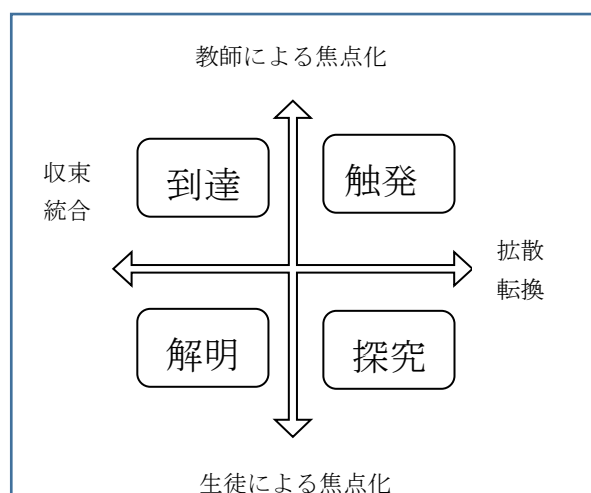 教師による焦点化
収束
統合
到達
触発
拡散
転換
解明
探究
生徒による焦点化